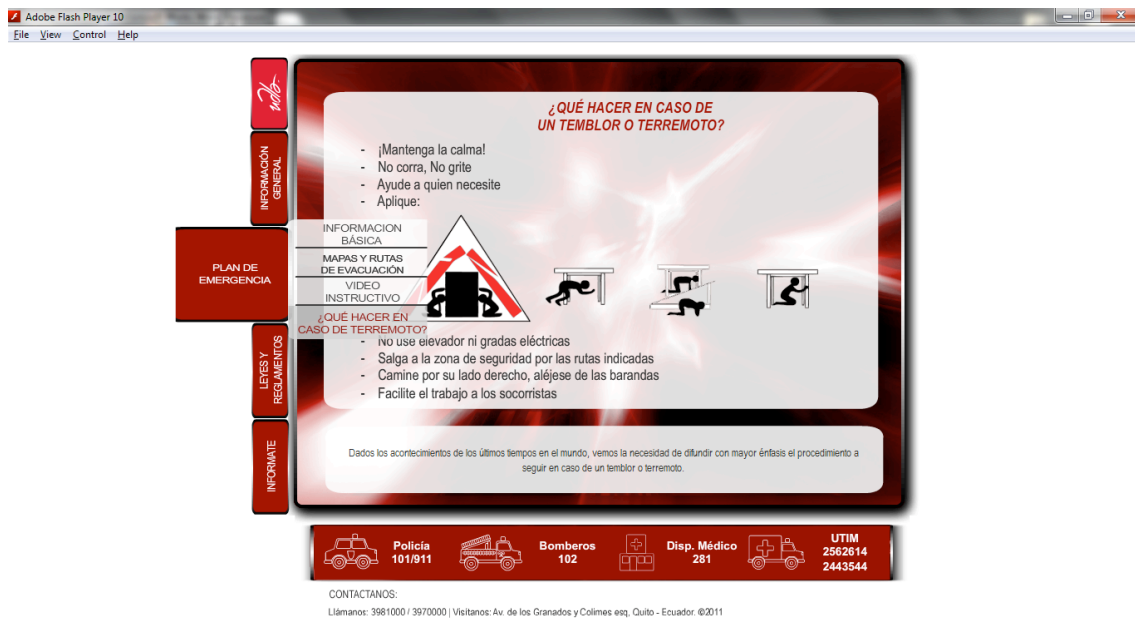 Adobe Flash Player 10
File View Control Help
udla-
INFORMACIÓN
GENERAL
PLAN DE
EMERGENCIA
LEYES Y
REGLAMENTOS
INFORMATE
INFORMACION
BÁSICA
MAPAS Y RUTAS
DE EVACUACIÓN
VIDEO
INSTRUCTIVO
¿QUÉ HACER EN
CASO DE TERREMOTO?
¿QUÉ HACER EN CASO DE
UN TEMBLOR O TERREMOTO?
- ¡Mantenga la calma!
- No corra, No grite
- Ayude a quien necesite
- Aplique:
- No use elevador ni gradas eléctricas
- Salga a la zona de seguridad por las rutas indicadas
- Camine por su lado derecho, aléjese de las barandas
- Facilite el trabajo a los socorristas
Dados los acontecimientos de los últimos tiempos en el mundo, vemos la necesidad de difundir con mayor énfasis el procedimiento a
seguir en caso de un temblor o terremoto.
Policía
101/911
Bomberos
102
Disp. Médico
281
UTIM
2562614
2443544
CONTACTANOS:
Llámanos: 3981000 / 3970000 | Visítanos: Av. de los Granados y Colimes esq, Quito - Ecuador. ©2011